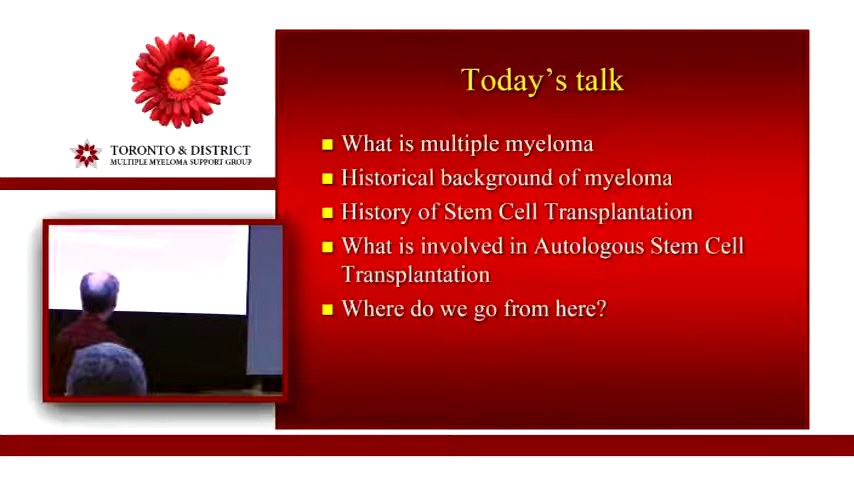 Today's talk
What is multiple myeloma
Historical background of myeloma
History of Stem Cell Transplantation
What is involved in Autologous Stem Cell
Transplantation
Where do we go from here?
TORONTO & DISTRICT
MULTIPLE MYELOMA SUPPORT GROUP